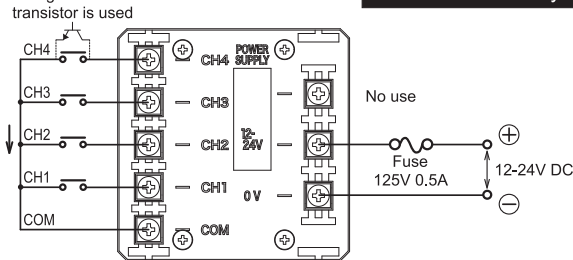 transistor is used
CH4
CH3
CH2
CH1
COM
CH4
CH3
CH2
CH1
COM
POWER
SUPPLY
12-
24V
0 V
No use
Fuse
125V 0.5A
+
12-24V DC
−